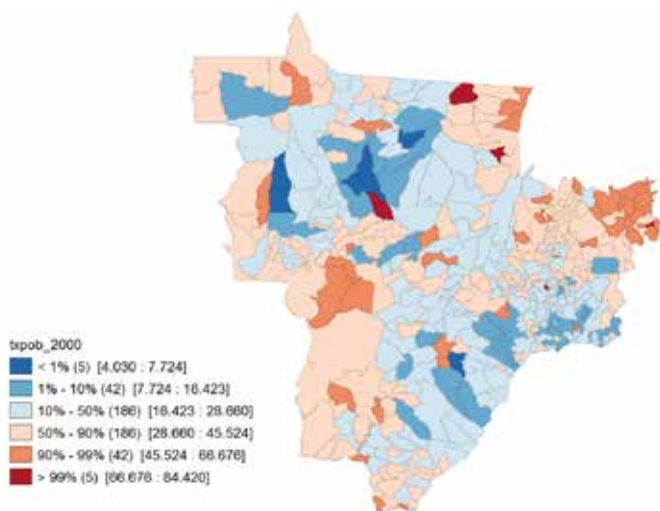 txpob_2000
< 1% (5) [4.030 : 7.724]
1% - 10% (42) [7.724 : 16.423]
10% - 50% (186) [16.423 : 28.660]
50% - 90% (186) [28.660 : 45.524]
90% - 99% (42) [45.524 : 66.676]
> 99% (5) [66.676 : 84.420]